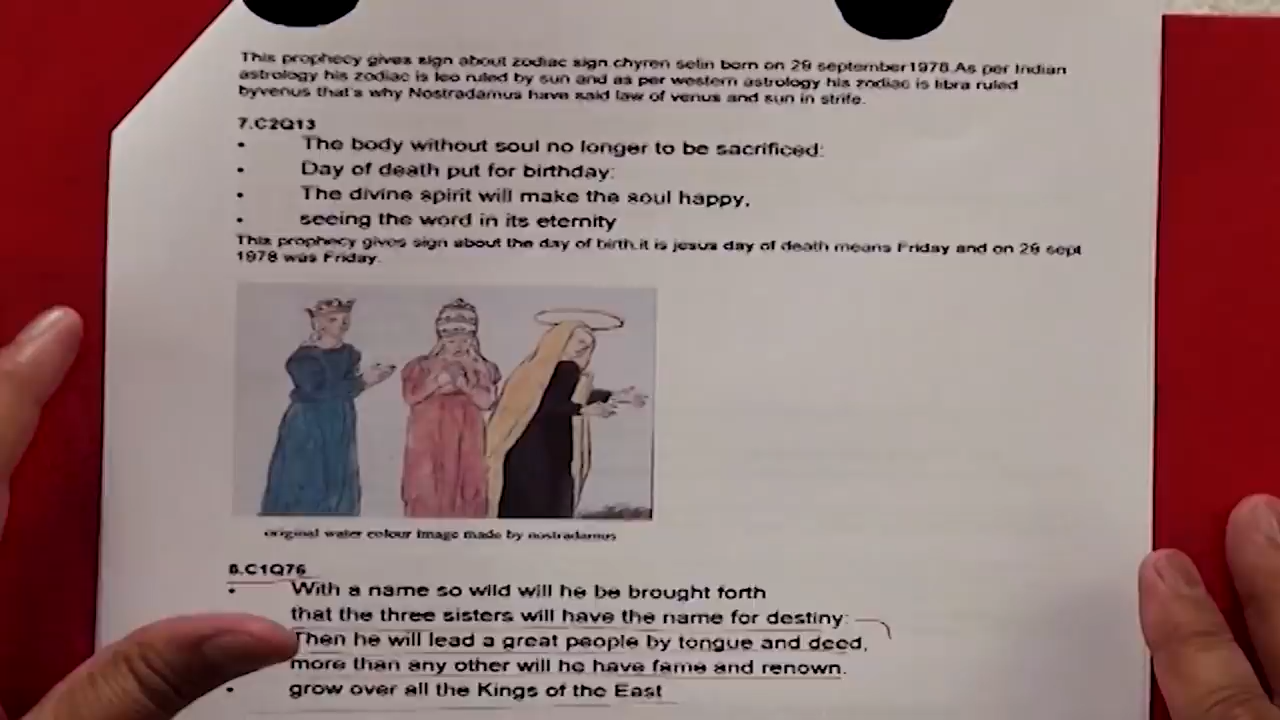 This prophecy gives sign about zodiac sign chyren selin born on 29 september1978.As per Indian
astrology his zodiac is leo ruled by sun and as per western astrology his zodiac is libra ruled
byvenus that's why Nostradamus have said law of venus and sun in strife.
7.C2Q13
• The body without soul no longer to be sacrificed:
• Day of death put for birthday:
• The divine spirit will make the soul happy,
• seeing the word in its eternity
This prophecy gives sign about the day of birth.it is jesus day of death means Friday and on 29 sept
1978 was Friday.
original water colour image made by nostradamus
8.C1Q76
• With a name so wild will he be brought forth
that the three sisters will have the name for destiny:
Then he will lead a great people by tongue and deed,
more than any other will he have fame and renown.
• grow over all the Kings of the East